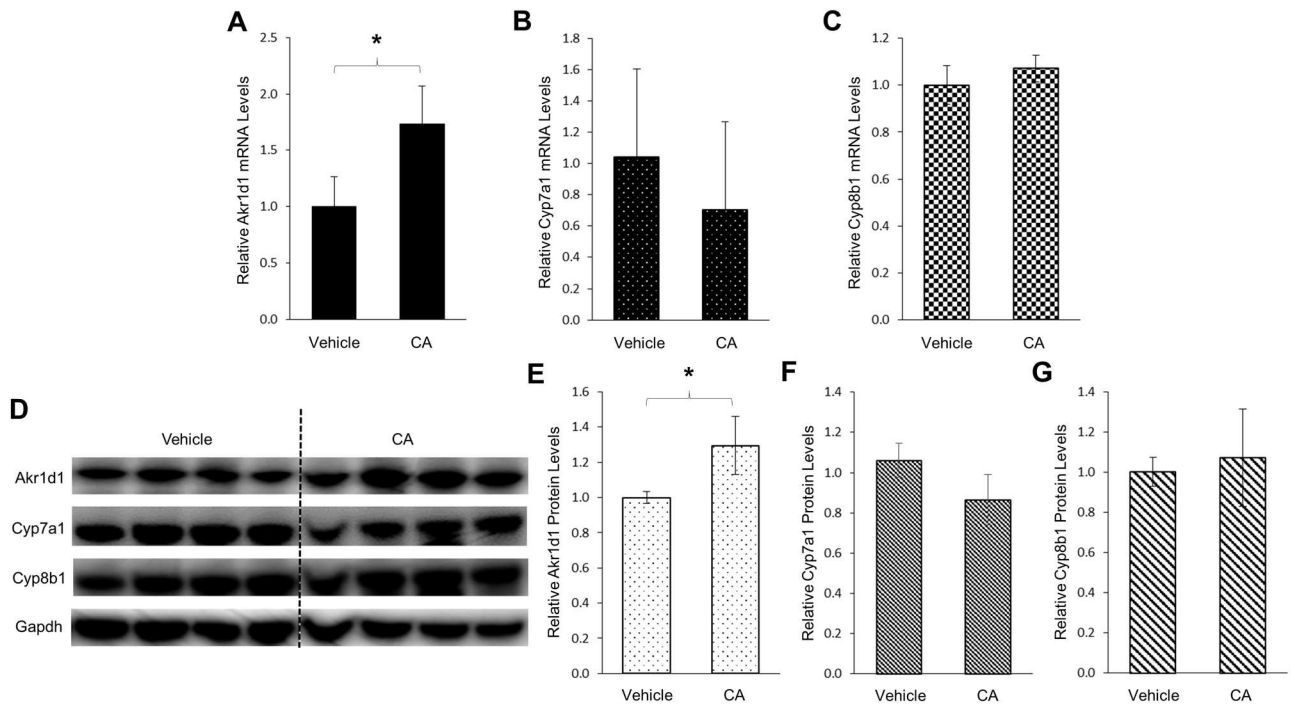 A
*
Relative Akr1d1 mRNA Levels
2.5
2.0
1.5
1.0
0.5
0.0
Vehicle CA
B
Relative Cyp7a1 mRNA Levels
1.8
1.6
1.4
1.2
1.0
0.8
0.6
0.4
0.2
0.0
Vehicle CA
C
Relative Cyp8b1 mRNA Levels
1.2
1.0
0.8
0.6
0.4
0.2
0.0
Vehicle CA
D
Vehicle CA
Akr1d1
Cyp7a1
Cyp8b1
Gapdh
E
*
Relative Akr1d1 Protein Levels
1.6
1.4
1.2
1.0
0.8
0.6
0.4
0.2
0.0
Vehicle CA
F
Relative Cyp7a1 Protein Levels
1.4
1.2
1.0
0.8
0.6
0.4
0.2
0.0
Vehicle CA
G
Relative Cyp8b1 Protein Levels
1.4
1.2
1.0
0.8
0.6
0.4
0.2
0.0
Vehicle CA